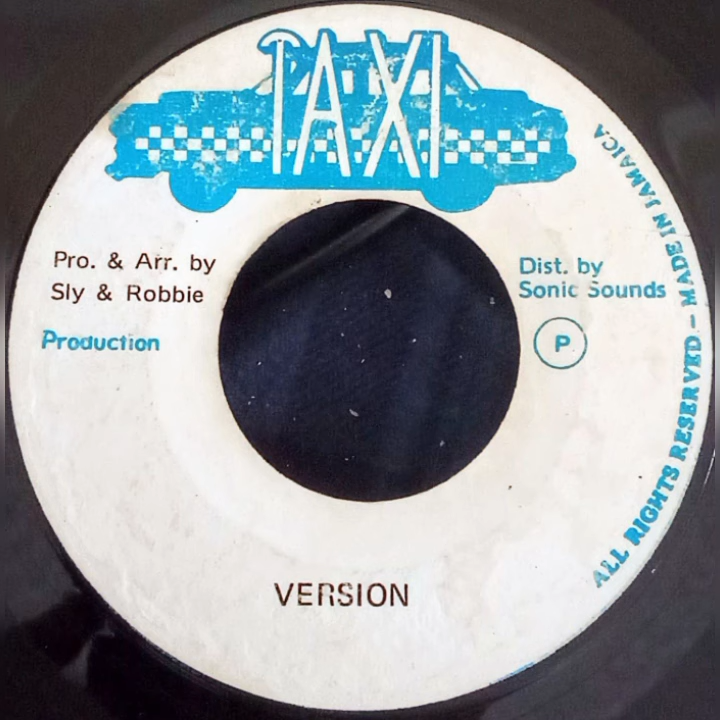 TAXI
Pro. & Arr. by
Sly & Robbie
Production
Dist. by
Sonic Sounds
P
ALL RIGHTS RESERVED – MADE IN JAMAICA
VERSION